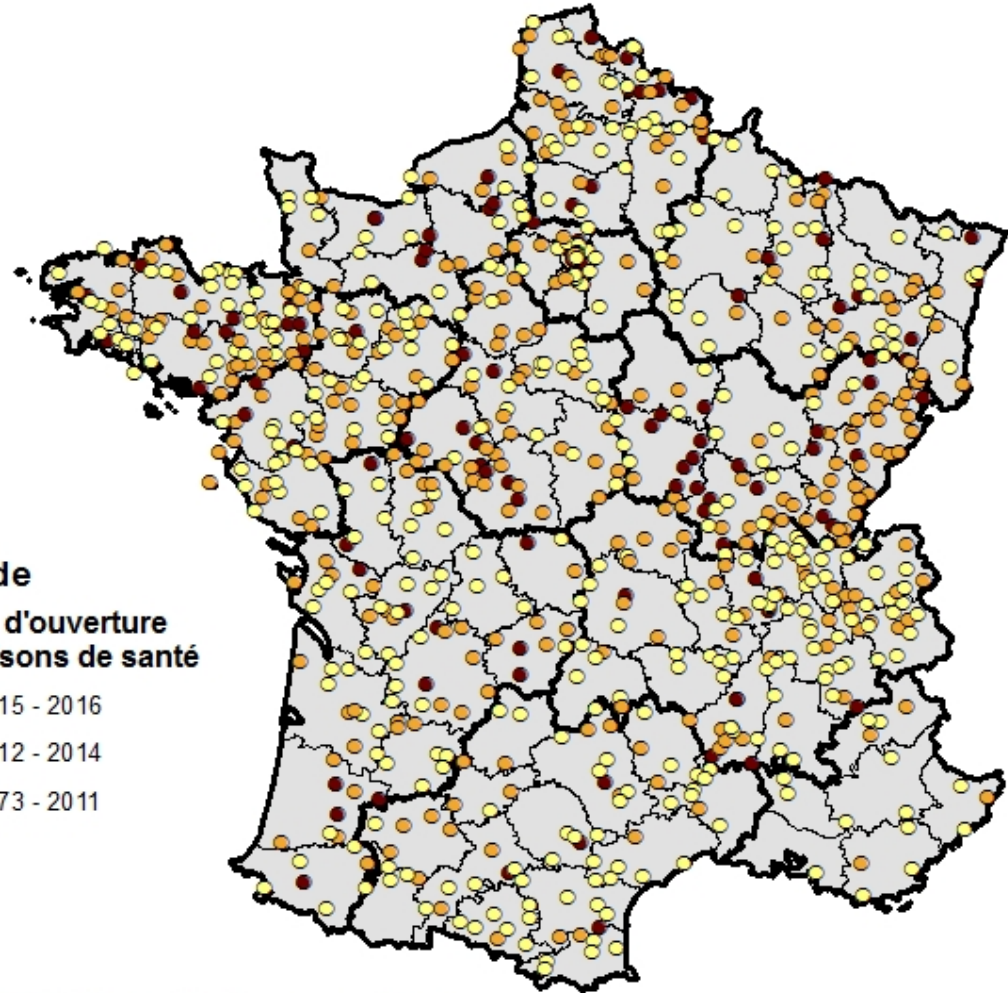 de
d'ouverture
sons de santé
15 - 2016
12 - 2014
73 - 2011